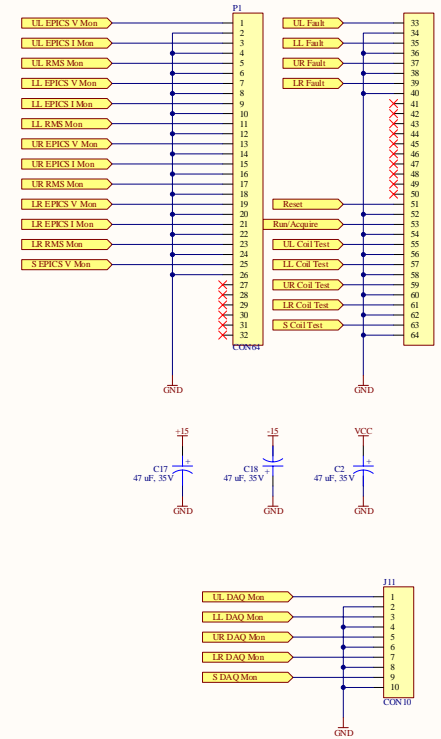 P1
UL EPICS V Mon 1
2
UL EPICS I Mon 3
4
UL RMS Mon 5
6
LL EPICS V Mon 7
8
LL EPICS I Mon 9
10
LL RMS Mon 11
12
UR EPICS V Mon 13
14
UR EPICS I Mon 15
16
UR RMS Mon 17
18
LR EPICS V Mon 19
20
LR EPICS I Mon 21
22
LR RMS Mon 23
24
S EPICS V Mon 25
26
27
28
29
30
31
32
CON64
GND
UL Fault 33
34
LL Fault 35
36
UR Fault 37
38
LR Fault 39
40
41
42
43
44
45
46
47
48
49
50
Reset 51
52
Run/Acquire 53
54
UL Coil Test 55
56
LL Coil Test 57
58
UR Coil Test 59
60
LR Coil Test 61
62
S Coil Test 63
64
GND
+15
+
C17
47 uF, 35V
GND
-15
C18
+
47 uF, 35V
GND
VCC
+
C2
47 uF, 35V
GND
J11
UL DAQ Mon 1
2
LL DAQ Mon 3
4
UR DAQ Mon 5
6
LR DAQ Mon 7
8
S DAQ Mon 9
10
CON10
GND